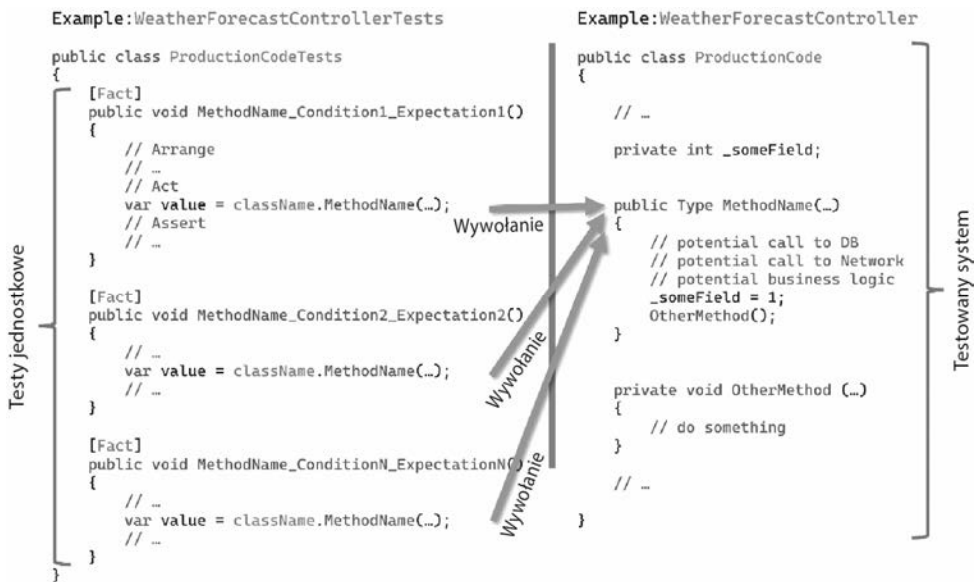 Example:WeatherForecastControllerTests
public class ProductionCodeTests
{
[Fact]
public void MethodName_Condition1_Expectation1()
{
// Arrange
// …
// Act
var value = className.MethodName(…);
// Assert
// …
}
[Fact]
public void MethodName_Condition2_Expectation2()
{
// …
var value = className.MethodName(…);
// …
}
[Fact]
public void MethodName_ConditionN_ExpectationN()
{
// …
var value = className.MethodName(…);
// …
}
}
Testy jednostkowe
Wywołanie
Wywołanie
Wywołanie
Example:WeatherForecastController
public class ProductionCode
{
// …
private int _someField;
public Type MethodName(…)
{
// potential call to DB
// potential call to Network
// potential business logic
_someField = 1;
OtherMethod();
}
private void OtherMethod (…)
{
// do something
}
// …
}
Testowany system